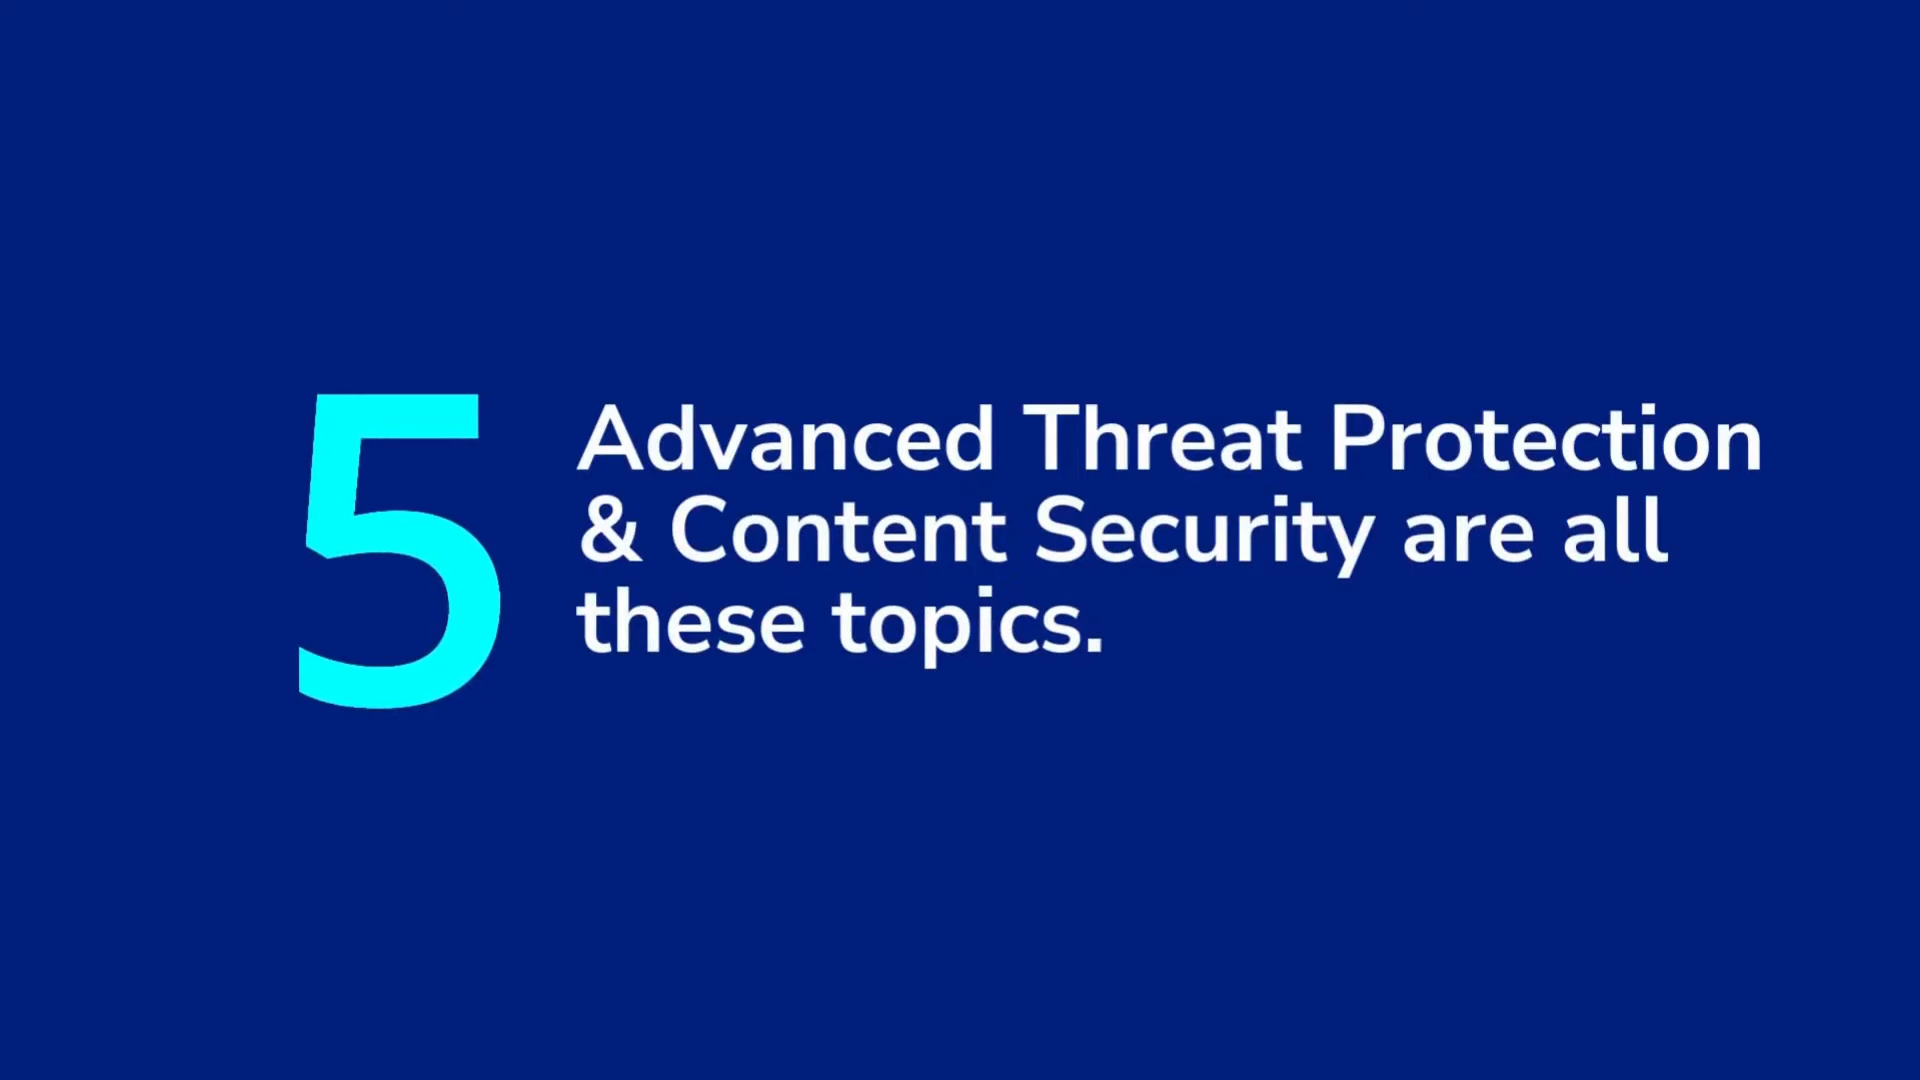 5
Advanced Threat Protection
& Content Security are all
these topics.